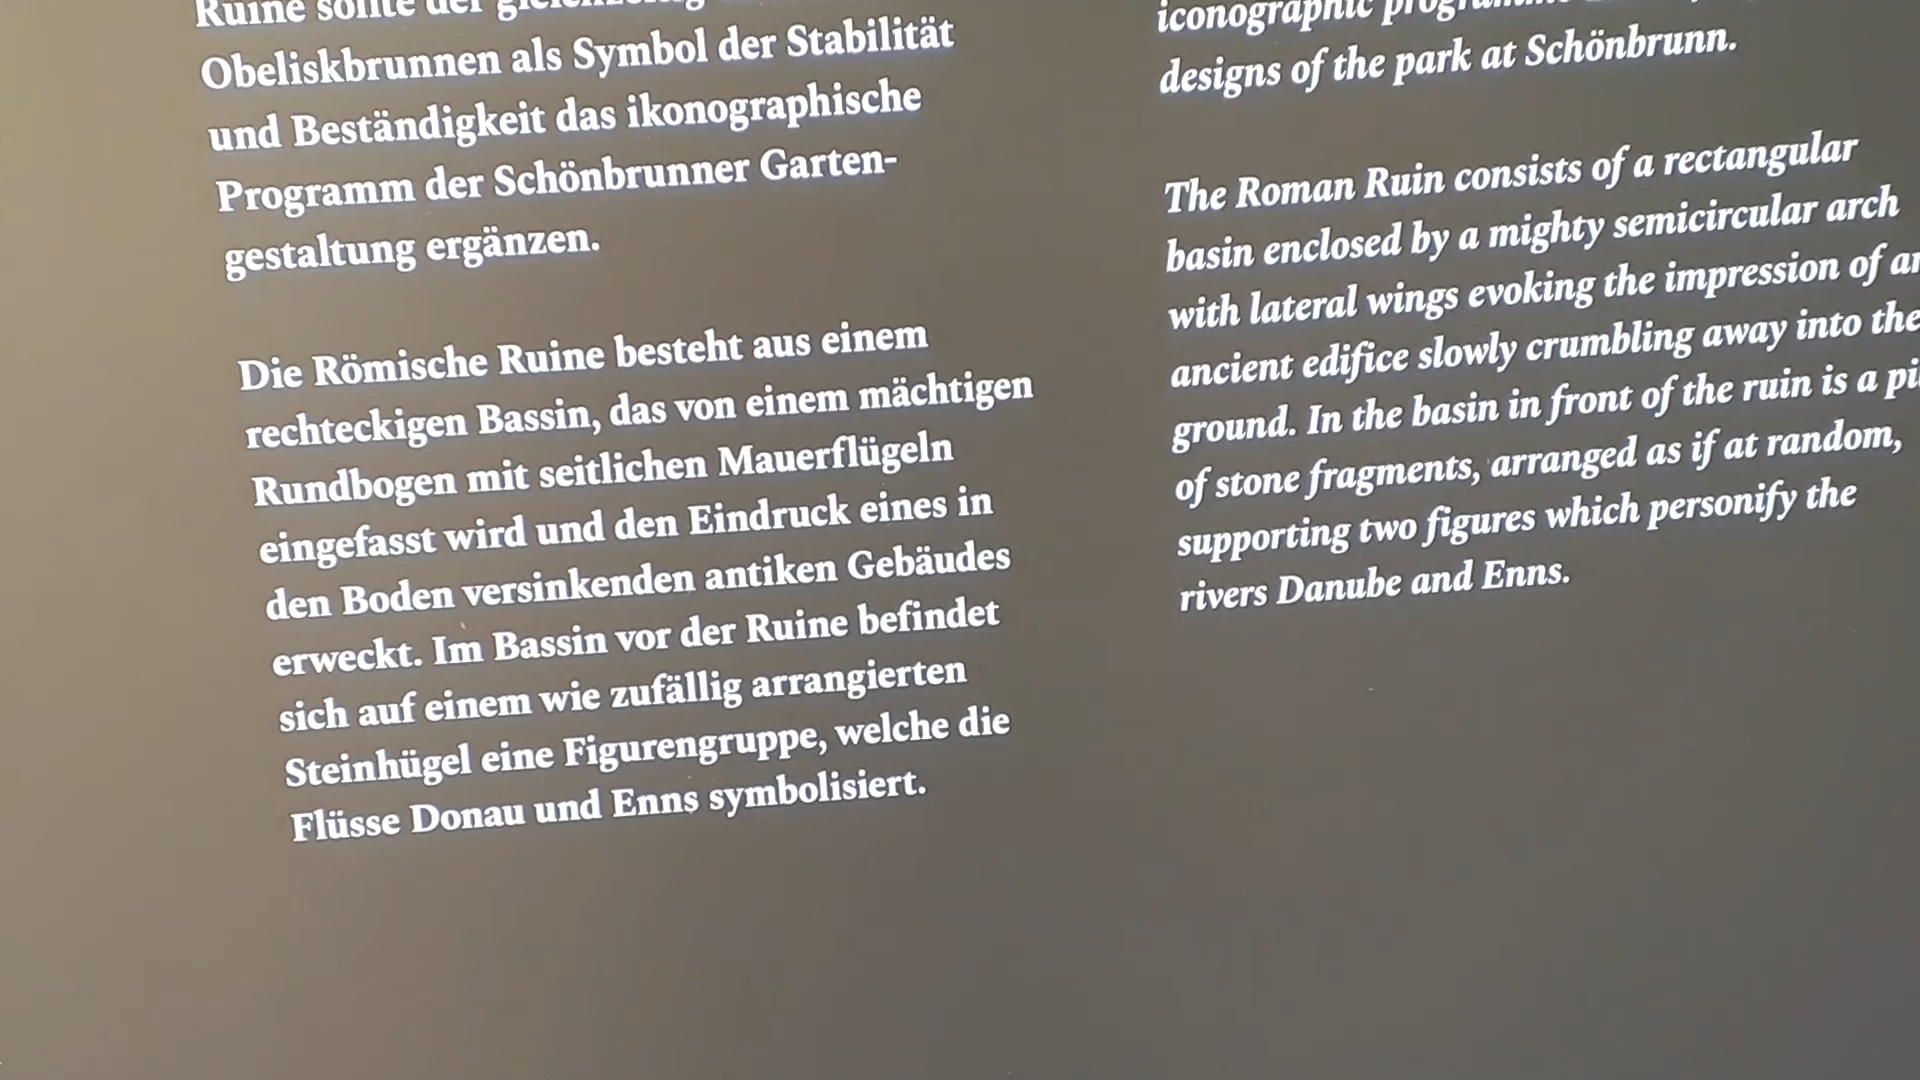 Ruine sollte der
Obeliskbrunnen als Symbol der Stabilität
und Beständigkeit das ikonographische
Programm der Schönbrunner Garten-
gestaltung ergänzen.
Die Römische Ruine besteht aus einem
rechteckigen Bassin, das von einem mächtigen
Rundbogen mit seitlichen Mauerflügeln
eingefasst wird und den Eindruck eines in
den Boden versinkenden antiken Gebäudes
erweckt. Im Bassin vor der Ruine befindet
sich auf einem wie zufällig arrangierten
Steinhügel eine Figurengruppe, welche die
Flüsse Donau und Enns symbolisiert.
iconographic
designs of the park at Schönbrunn.
The Roman Ruin consists of a rectangular
basin enclosed by a mighty semicircular arch
with lateral wings evoking the impression of
ancient edifice slowly crumbling away into the
ground. In the basin in front of the ruin is a
of stone fragments, arranged as if at random,
supporting two figures which personify the
rivers Danube and Enns.